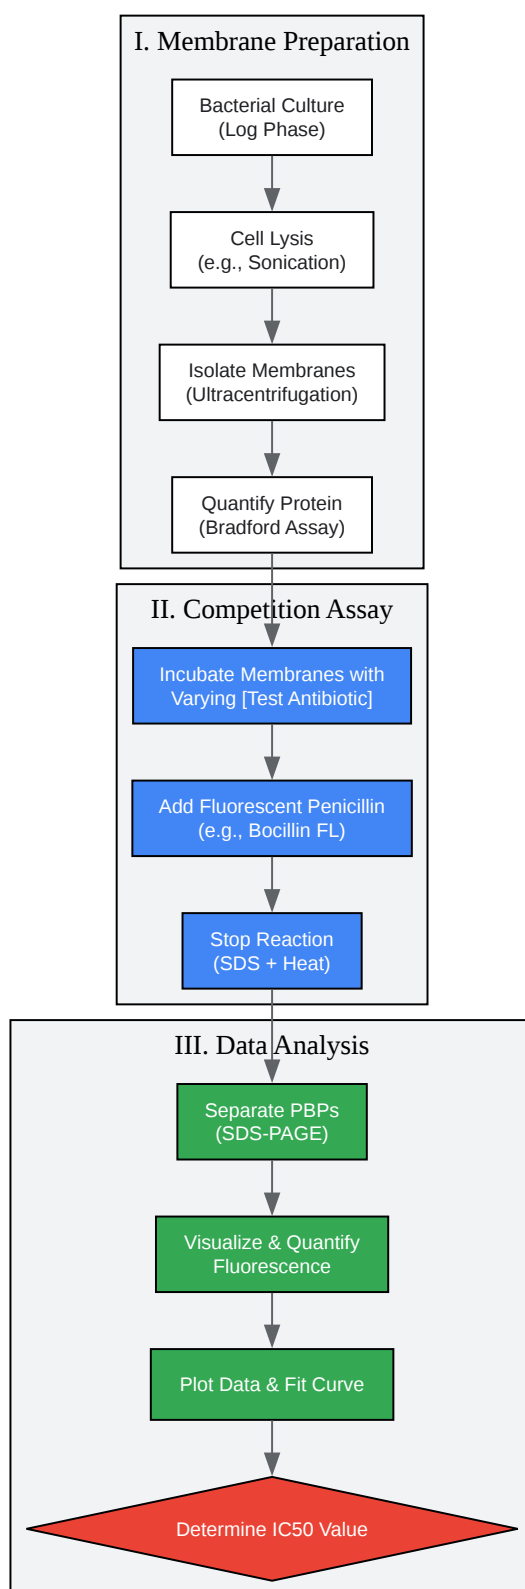 I. Membrane Preparation
Bacterial Culture
(Log Phase)
Cell Lysis
(e.g., Sonication)
Isolate Membranes
(Ultracentrifugation)
Quantify Protein
(Bradford Assay)
II. Competition Assay
Incubate Membranes with
Varying [Test Antibiotic]
Add Fluorescent Penicillin
(e.g., Bocillin FL)
Stop Reaction
(SDS + Heat)
III. Data Analysis
Separate PBPs
(SDS-PAGE)
Visualize & Quantify
Fluorescence
Plot Data & Fit Curve
Determine IC50 Value